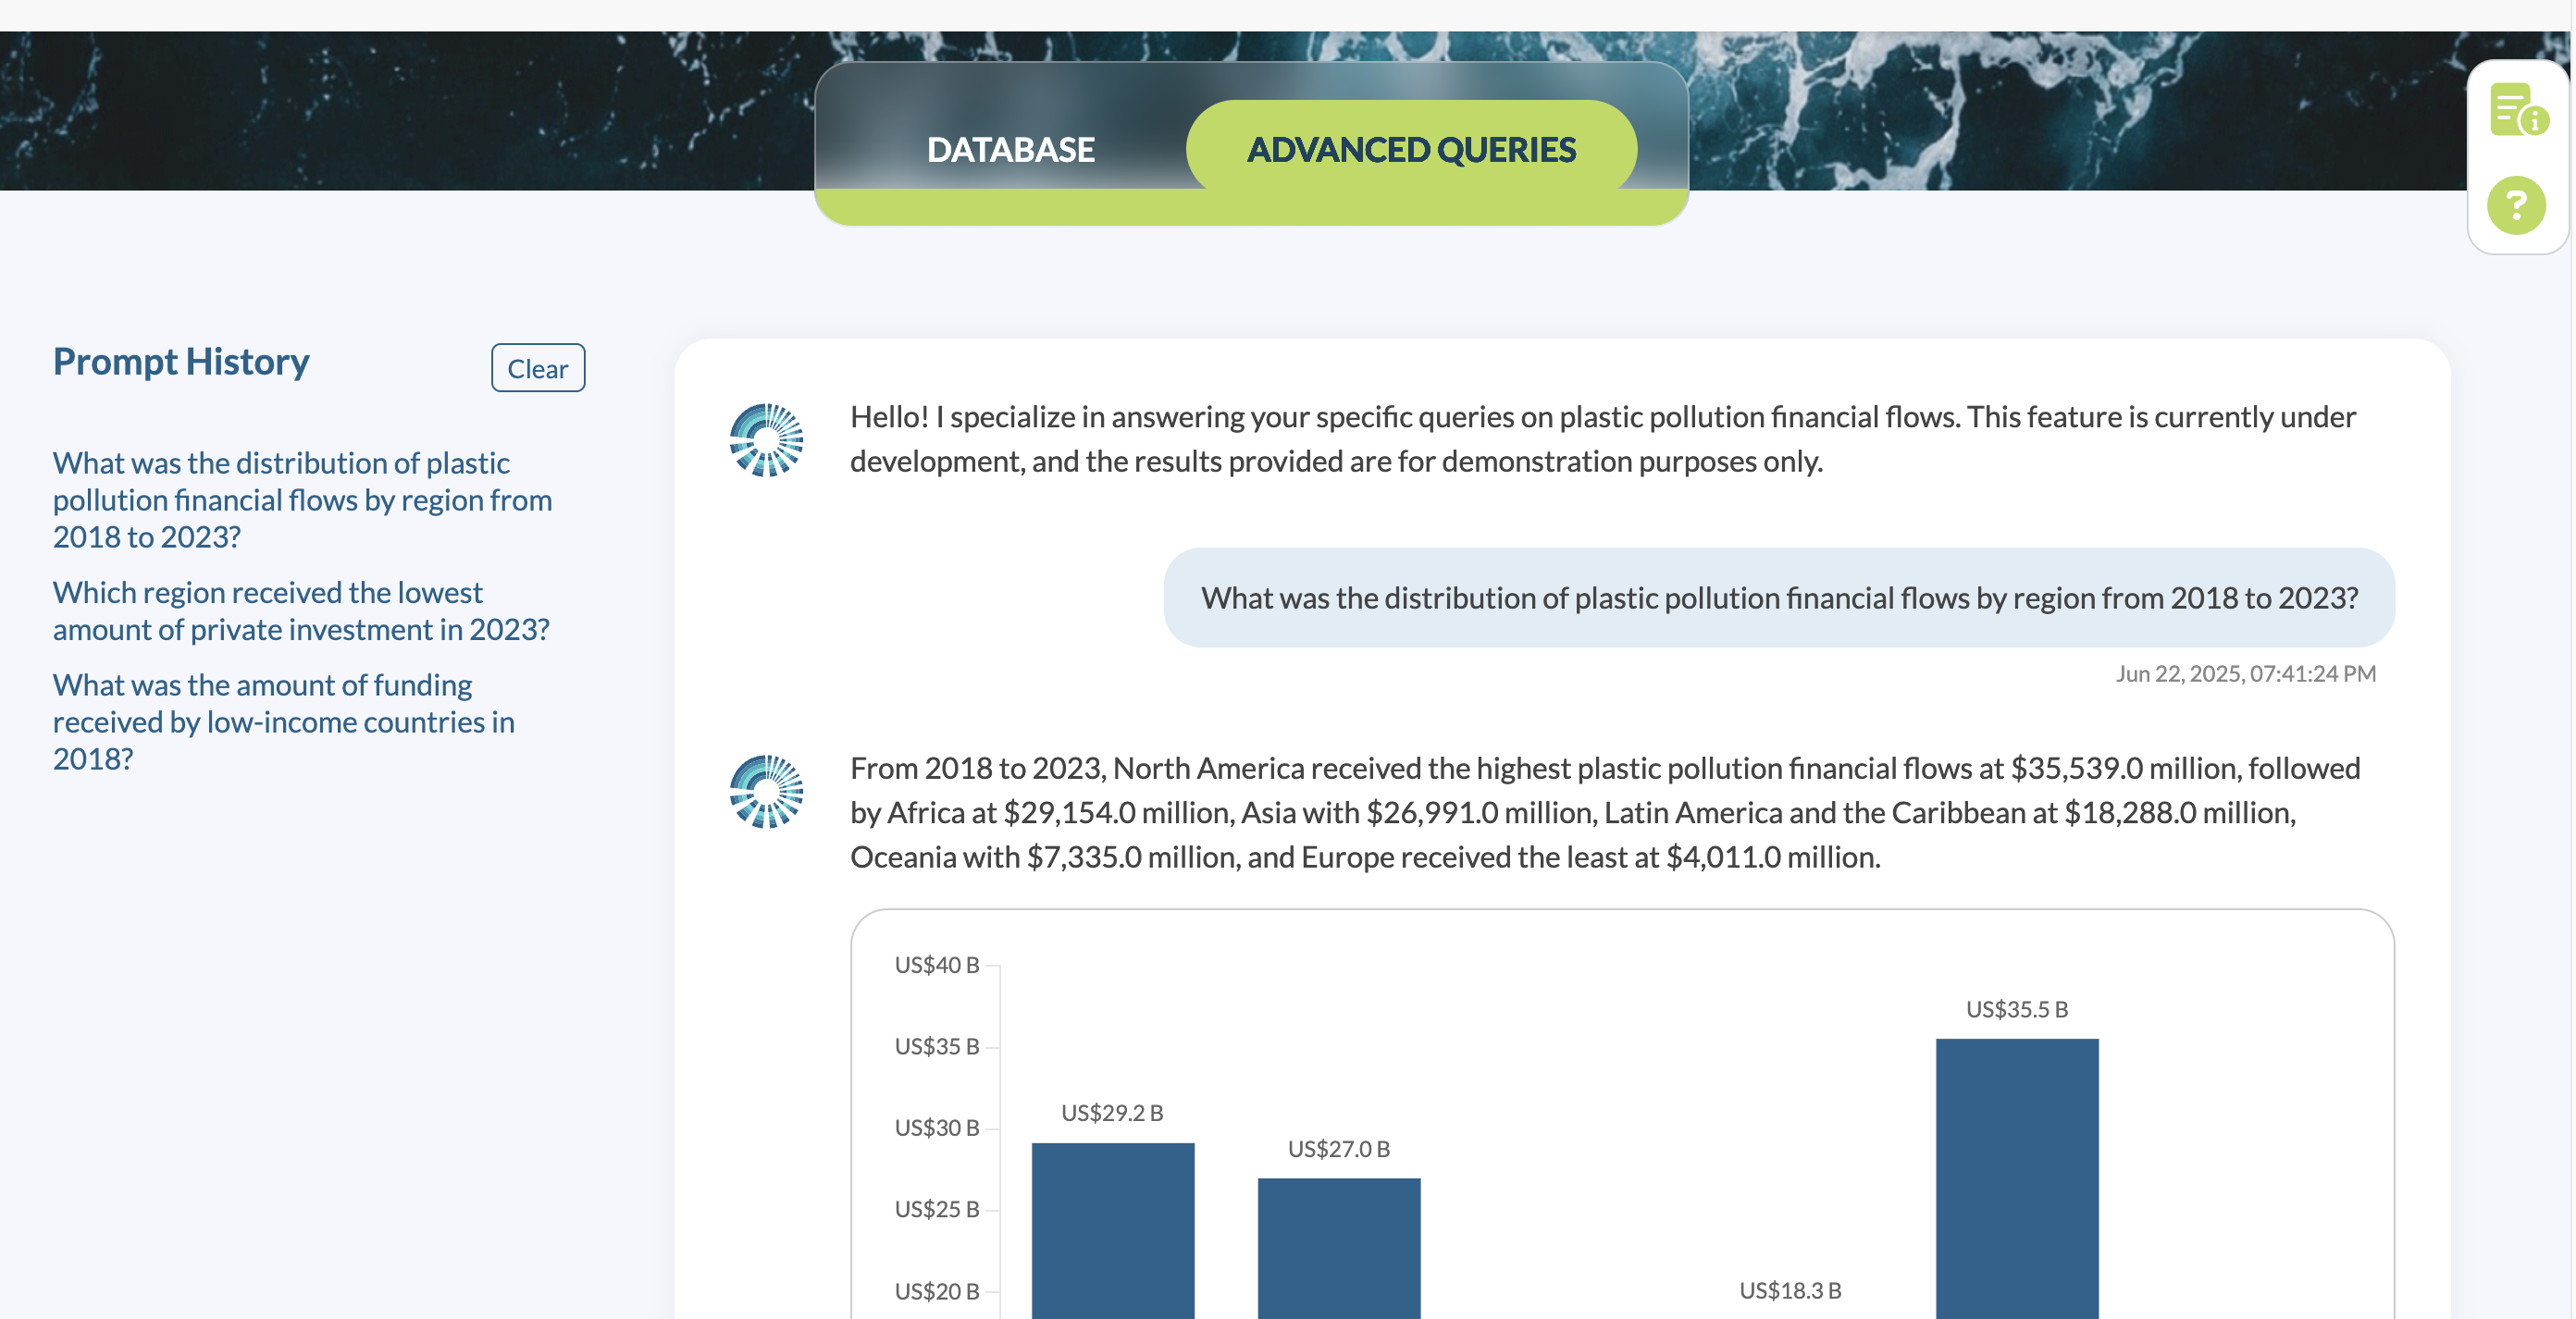 DATABASE
ADVANCED QUERIES
Prompt History
Clear
What was the distribution of plastic
pollution financial flows by region from
2018 to 2023?
Which region received the lowest
amount of private investment in 2023?
What was the amount of funding
received by low-income countries in
2018?
Hello! I specialize in answering your specific queries on plastic pollution financial flows. This feature is currently under
development, and the results provided are for demonstration purposes only.
What was the distribution of plastic pollution financial flows by region from 2018 to 2023?
Jun 22, 2025, 07:41:24 PM
From 2018 to 2023, North America received the highest plastic pollution financial flows at $35,539.0 million, followed
by Africa at $29,154.0 million, Asia with $26,991.0 million, Latin America and the Caribbean at $18,288.0 million,
Oceania with $7,335.0 million, and Europe received the least at $4,011.0 million.
US$40 B
US$35 B
US$30 B
US$25 B
US$20 B
US$29.2 B
US$27.0 B
US$18.3 B
US$35.5 B